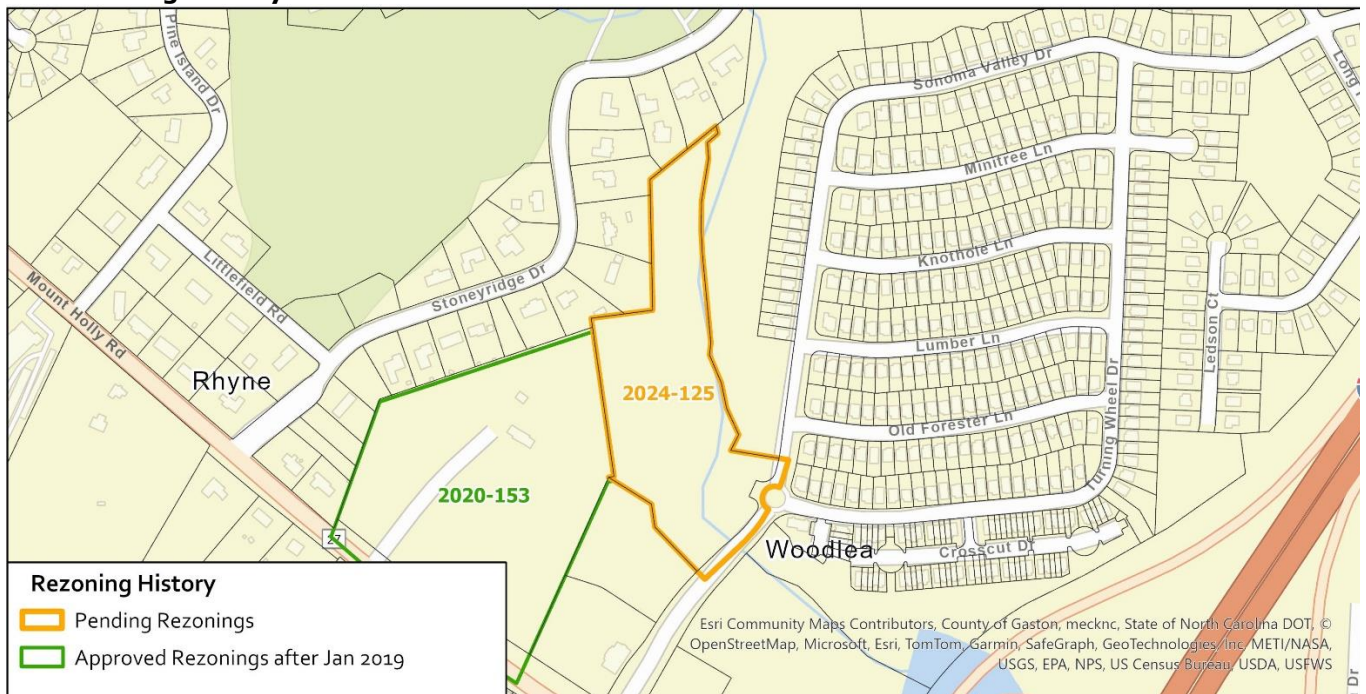 Pine Island Dr
Sonoma Valley Dr
Minitree Ln
Knothole Ln
Stoneyridge Dr
Littlefield Rd
Mount Holly Rd
Rhyne
Lumber Ln
Ledson Ct
2024-125
Old Forester Ln
Turning Wheel Dr
2020-153
27
Woodlea
Crosscut Dr
Rezoning History
Pending Rezonings
Approved Rezonings after Jan 2019
Esri Community Maps Contributors, County of Gaston, mecknc, State of North Carolina DOT, ©
OpenStreetMap, Microsoft, Esri, TomTom, Garmin, SafeGraph, GeoTechnologies, Inc, METI/NASA,
USGS, EPA, NPS, US Census Bureau, USDA, USFWS
Dr